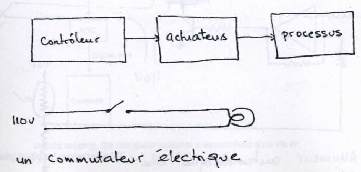 Contrôleur
actuateurs
processus
110V
un Commutateur électrique